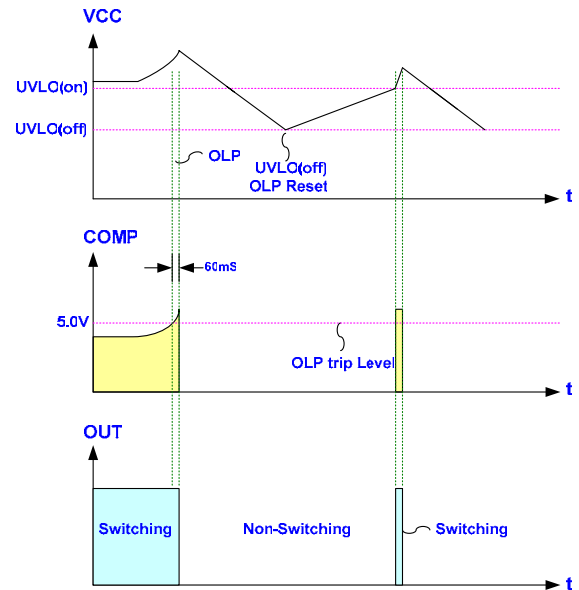 VCC
UVLO(on)
UVLO(off)
OLP
UVLO(off)
OLP Reset
t
COMP
60mS
5.0V
OLP trip Level
t
OUT
Switching
Non-Switching
Switching
t